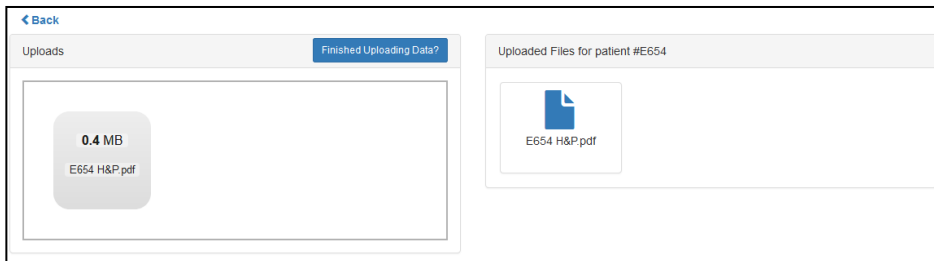 Back
Uploads
Finished Uploading Data?
0.4 MB
E654 H&P.pdf
Uploaded Files for patient #E654
E654 H&P.pdf